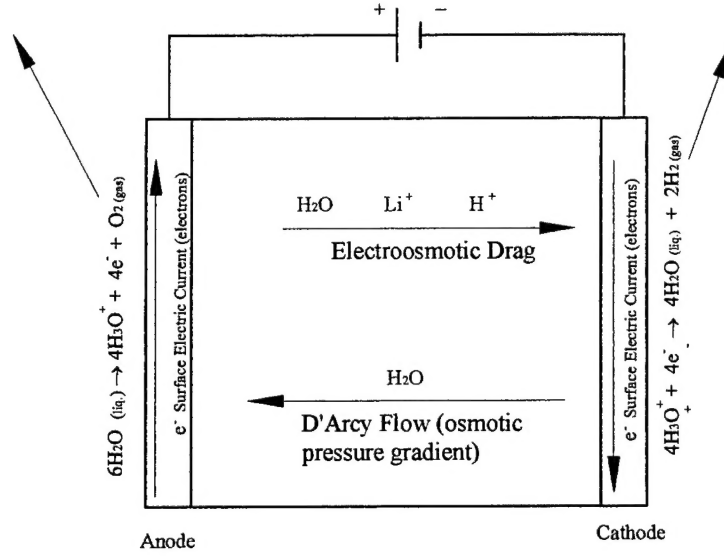 + −
6H₂O (liq.) → 4H₃O⁺ + 4e⁻ + O₂ (gas)
e⁻ Surface Electric Current (electrons)
H₂O Li⁺ H⁺
Electroosmotic Drag
H₂O
D'Arcy Flow (osmotic
pressure gradient)
e⁻ Surface Electric Current (electrons)
4H₃O⁺ + 4e⁻ → 4H₂O (liq.) + 2H₂ (gas)
Anode
Cathode